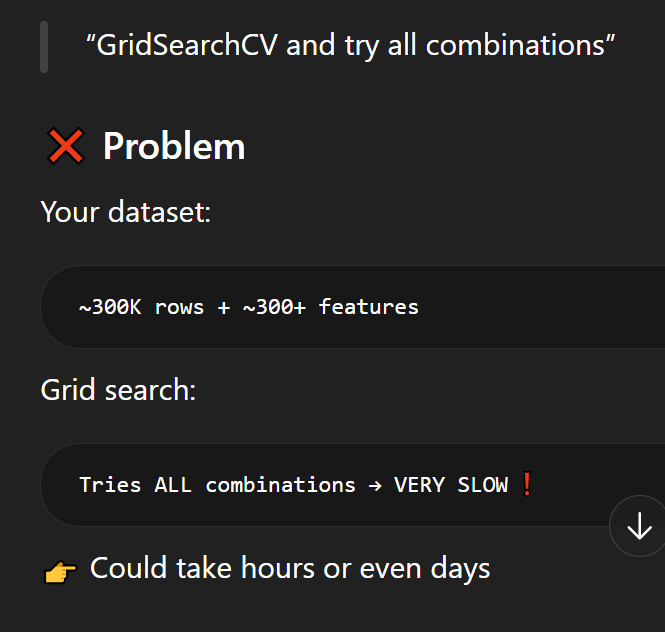 “GridSearchCV and try all combinations”
❌ Problem
Your dataset:
~300K rows + ~300+ features
Grid search:
Tries ALL combinations → VERY SLOW❗
👉 Could take hours or even days